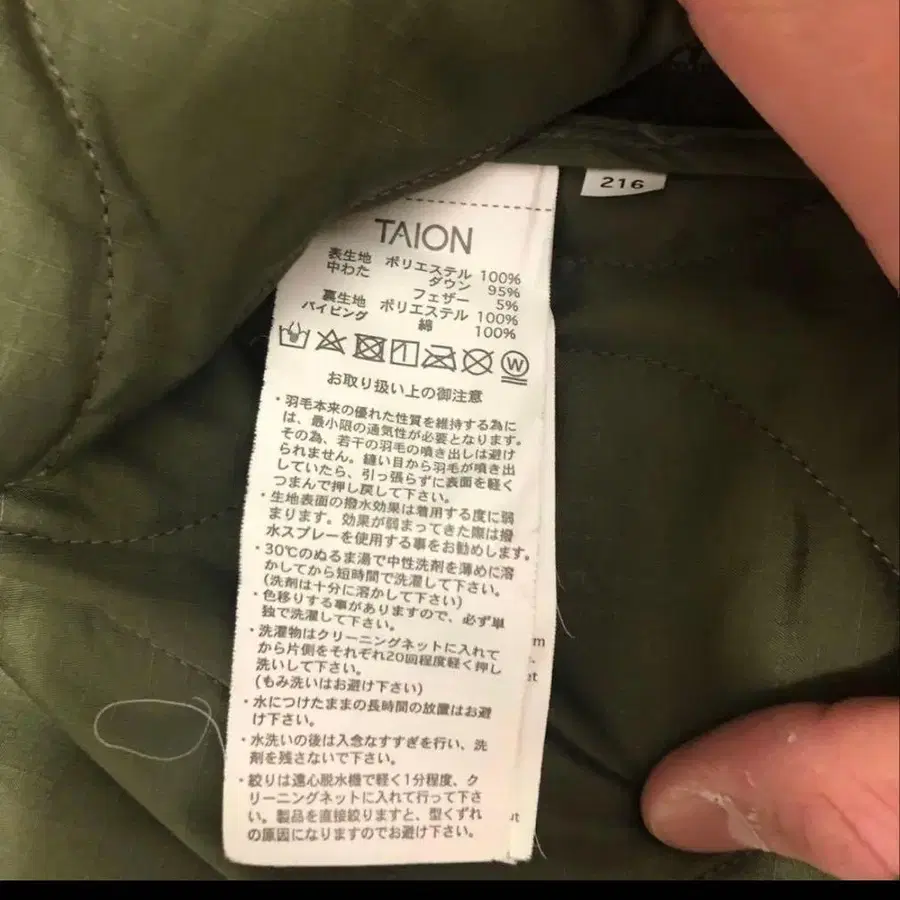 216
TAION
表生地 ポリエステル 100%
中わた ダウン 95%
フェザー 5%
裏生地 ポリエステル 100%
パイピング 綿 100%
W
お取り扱い上の御注意
・羽毛本来の優れた性質を維持する為に
は、最小限の通気性が必要となります。
その為、若干の羽毛の噴き出しは避け
られません。縫い目から羽毛が噴き出
していたら、引っ張らずに表面を軽く
つまんで押し戻して下さい。
・生地表面の撥水効果は着用する度に弱
まります。効果が弱まってきた際は撥
水スプレーを使用する事をお勧めします。
・30℃のぬるま湯で中性洗剤を薄めに溶
かしてから短時間で洗濯して下さい。
(洗剤は十分に溶かして下さい)
・色移りする事がありますので、必ず単
独で洗濯して下さい。
・洗濯物はクリーニングネットに入れて
から片側をそれぞれ20回程度軽く押し
洗いして下さい。
(もみ洗いはお避け下さい)
・水につけたままの長時間の放置はお避
け下さい。
・水洗いの後は入念なすすぎを行い、洗
剤を残さないで下さい。
・絞りは遠心脱水機で軽く1分程度、ク
リーニングネットに入れて行って下さ
い。製品を直接絞りますと、型くずれ
の原因になりますのでお避け下さい。